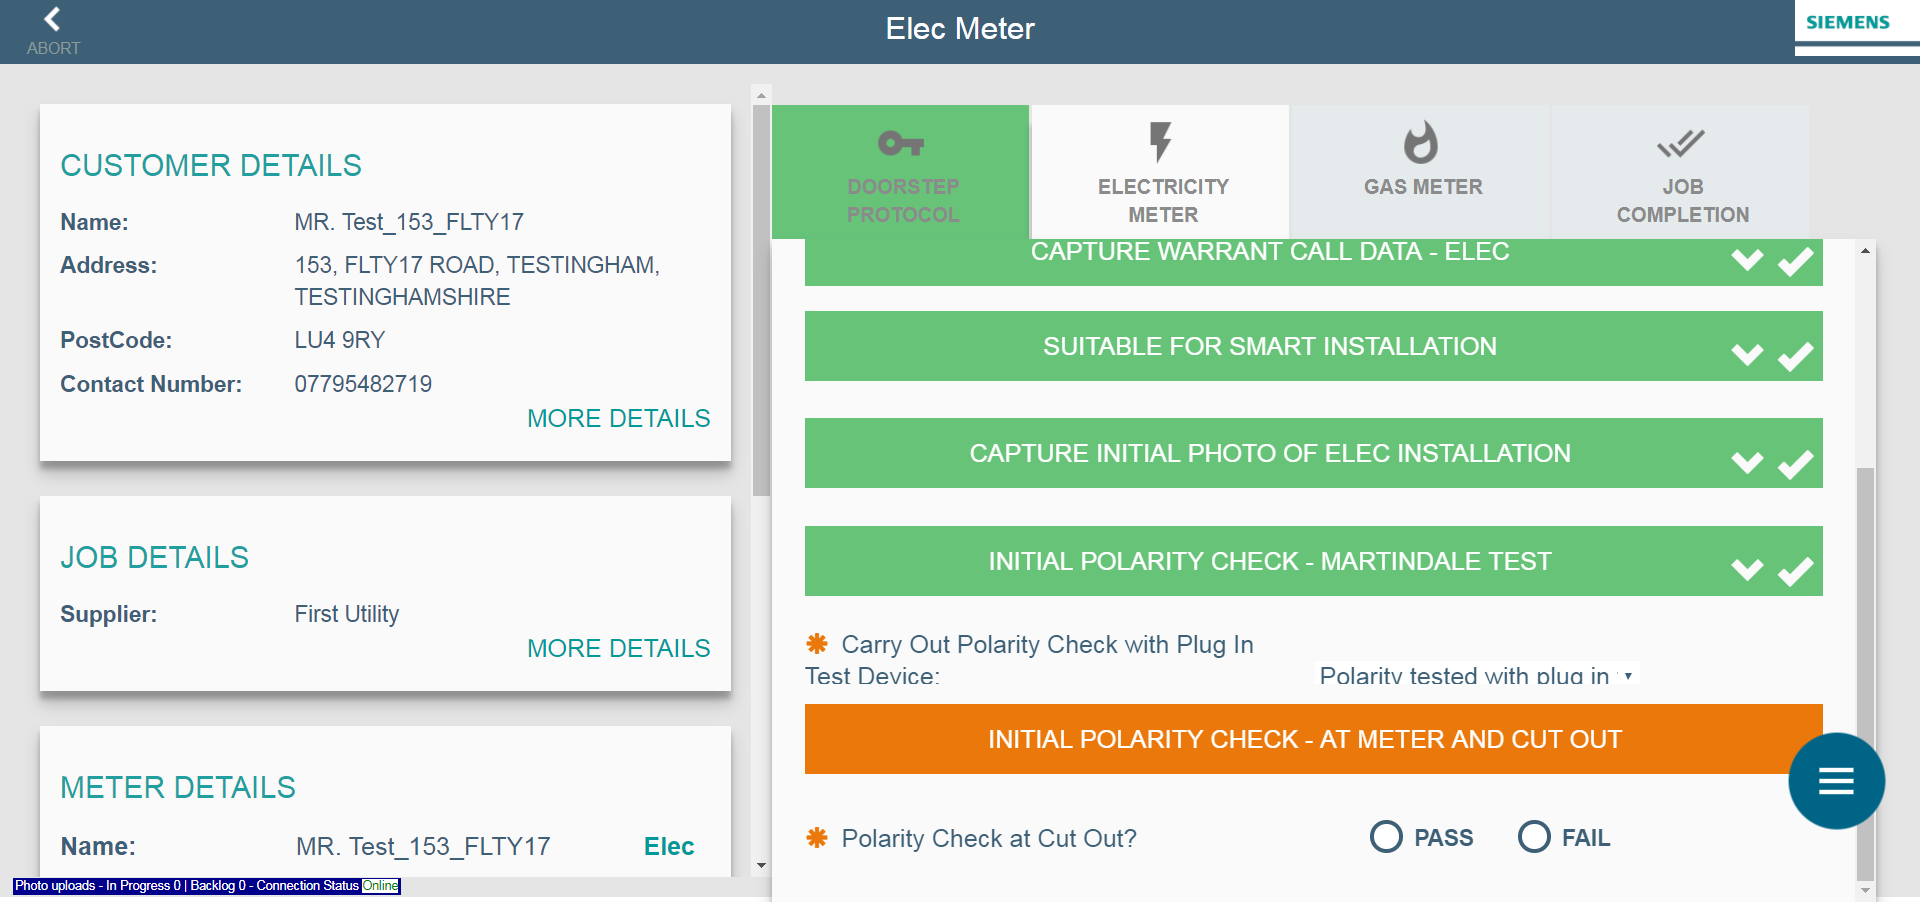 ABORT
Elec Meter
SIEMENS
CUSTOMER DETAILS
Name: MR. Test_153_FLTY17
Address: 153, FLTY17 ROAD, TESTINGHAM,
TESTINGHAMSHIRE
PostCode: LU4 9RY
Contact Number: 07795482719
MORE DETAILS
JOB DETAILS
Supplier: First Utility
MORE DETAILS
METER DETAILS
Name: MR. Test_153_FLTY17 Elec
Photo uploads - In Progress 0 | Backlog 0 - Connection Status Online
DOORSTEP
PROTOCOL
ELECTRICITY
METER
GAS METER
JOB
COMPLETION
CAPTURE WARRANT CALL DATA - ELEC
SUITABLE FOR SMART INSTALLATION
CAPTURE INITIAL PHOTO OF ELEC INSTALLATION
INITIAL POLARITY CHECK - MARTINDALE TEST
Carry Out Polarity Check with Plug In
Test Device: Polarity tested with plug in
INITIAL POLARITY CHECK - AT METER AND CUT OUT
Polarity Check at Cut Out? PASS FAIL